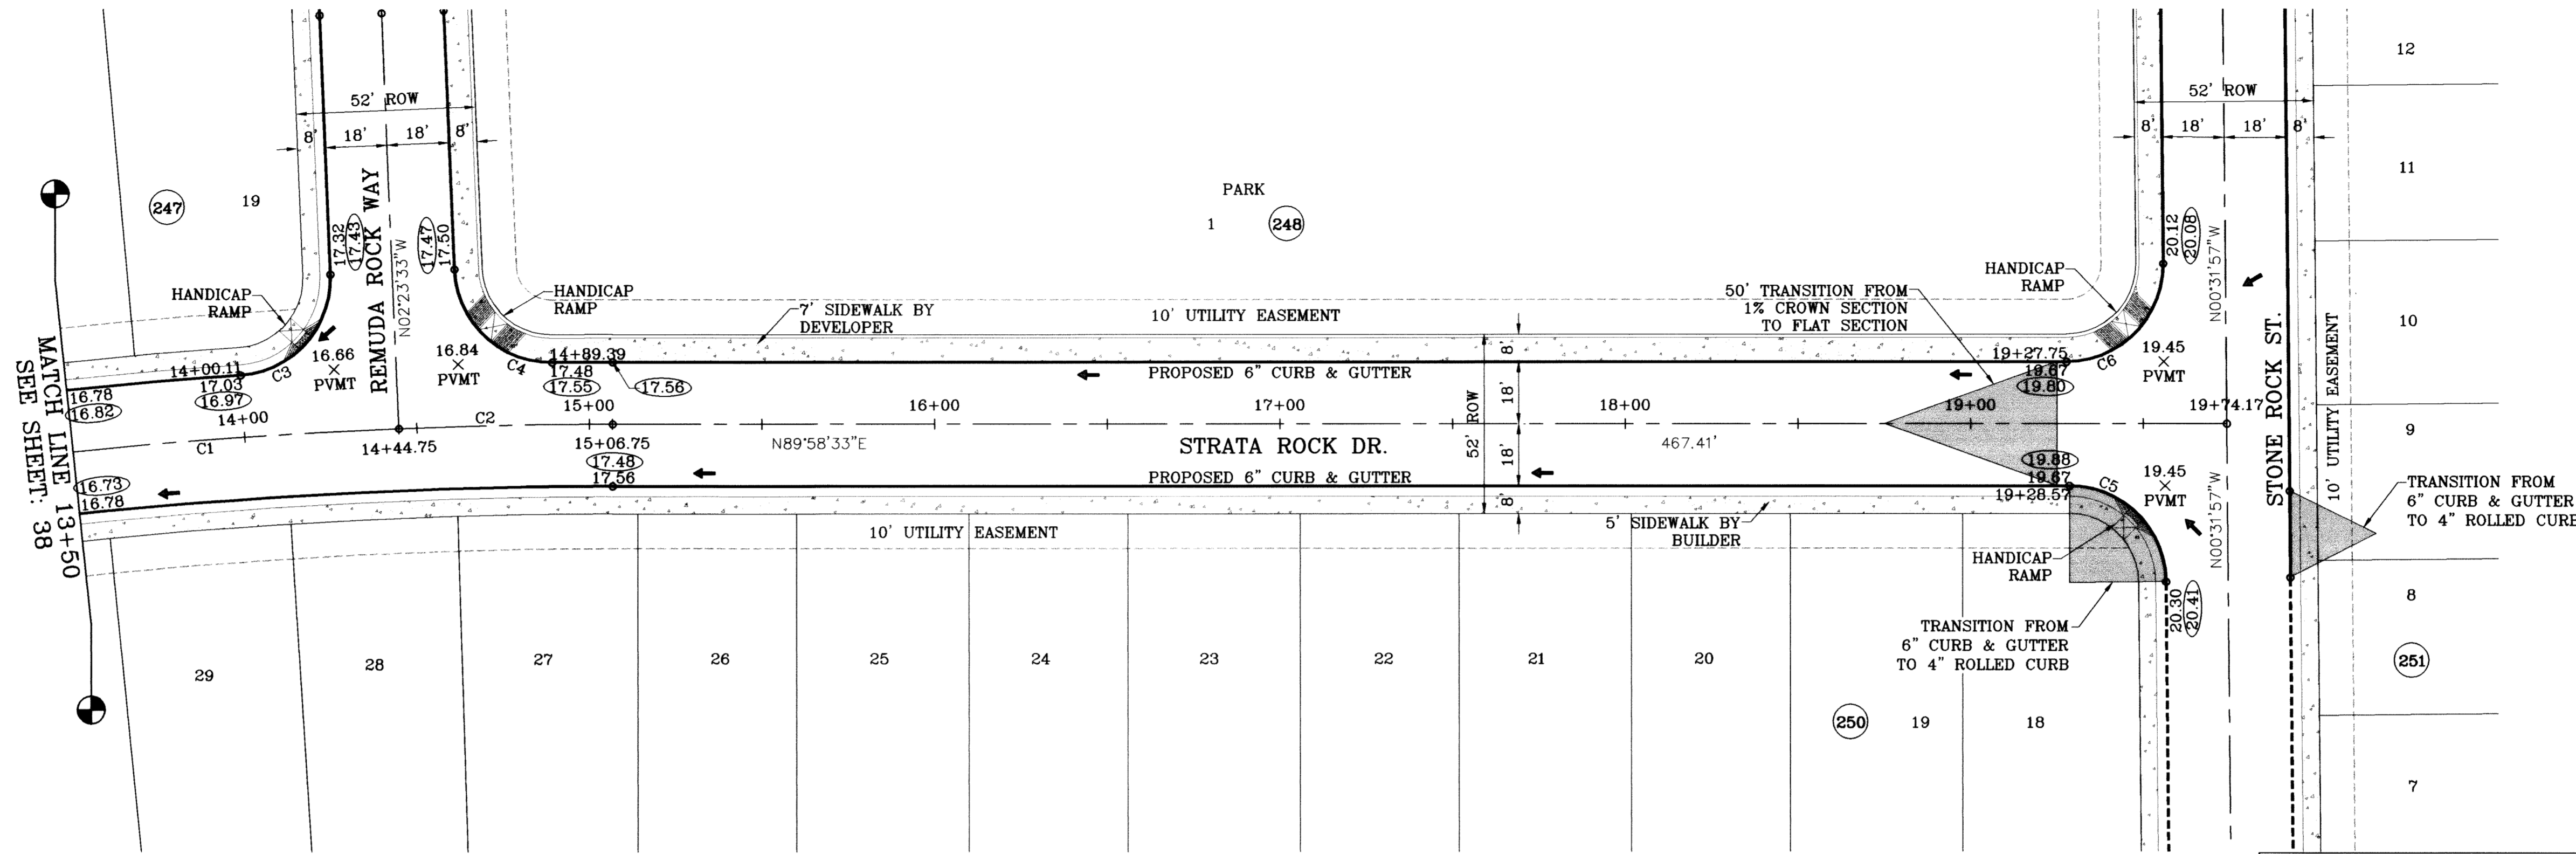 52' ROW
8' 18' 18' 8'
52' ROW
8' 18' 18' 8'
12
11
10
9
8
7
247
19
REMUDA ROCK WAY
N02°23'33"W
17.32
17.43
17.47
17.50
PARK
1 248
20.12
20.08
N00°31'57"W
STONE ROCK ST.
10' UTILITY EASEMENT
HANDICAP
RAMP
HANDICAP
RAMP
7' SIDEWALK BY
DEVELOPER
10' UTILITY EASEMENT
50' TRANSITION FROM
1% CROWN SECTION
TO FLAT SECTION
HANDICAP
RAMP
MATCH LINE 13+50
SEE SHEET: 38
16.66
PVMT
16.84
PVMT
C3
C4
C6
19.45
PVMT
14+00.11
17.03
16.97
14+89.39
17.48
17.55
17.56
PROPOSED 6" CURB & GUTTER
8'
18'
18'
8'
52' ROW
19+27.75
19.67
19.80
16.78
16.82
14+00
15+00
16+00
17+00
18+00
19+00
19+74.17
C1
C2
14+44.75
15+06.75
N89°58'33"E
STRATA ROCK DR.
467.41'
17.48
17.56
PROPOSED 6" CURB & GUTTER
16.73
16.78
19.88
19.67
19+28.57
C5
19.45
PVMT
N00°31'57"W
TRANSITION FROM
6" CURB & GUTTER
TO 4" ROLLED CURB
10' UTILITY EASEMENT
5' SIDEWALK BY
BUILDER
HANDICAP
RAMP
20.30
20.41
TRANSITION FROM
6" CURB & GUTTER
TO 4" ROLLED CURB
29
28
27
26
25
24
23
22
21
20
250
19
18
251